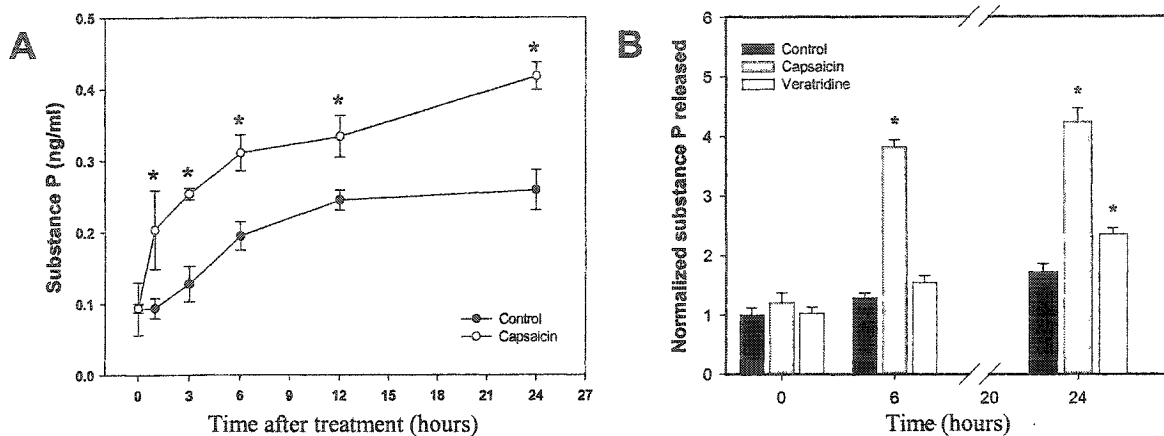 A
Substance P (ng/ml)
0.5
0.4
0.3
0.2
0.1
0.0
*
*
*
*
*
Control
Capsaicin
0 3 6 9 12 15 18 21 24 27
Time after treatment (hours)
B
Normalized substance P released
6
5
4
3
2
1
0
Control
Capsaicin
Veratridine
*
*
*
0 6 20 24
Time (hours)